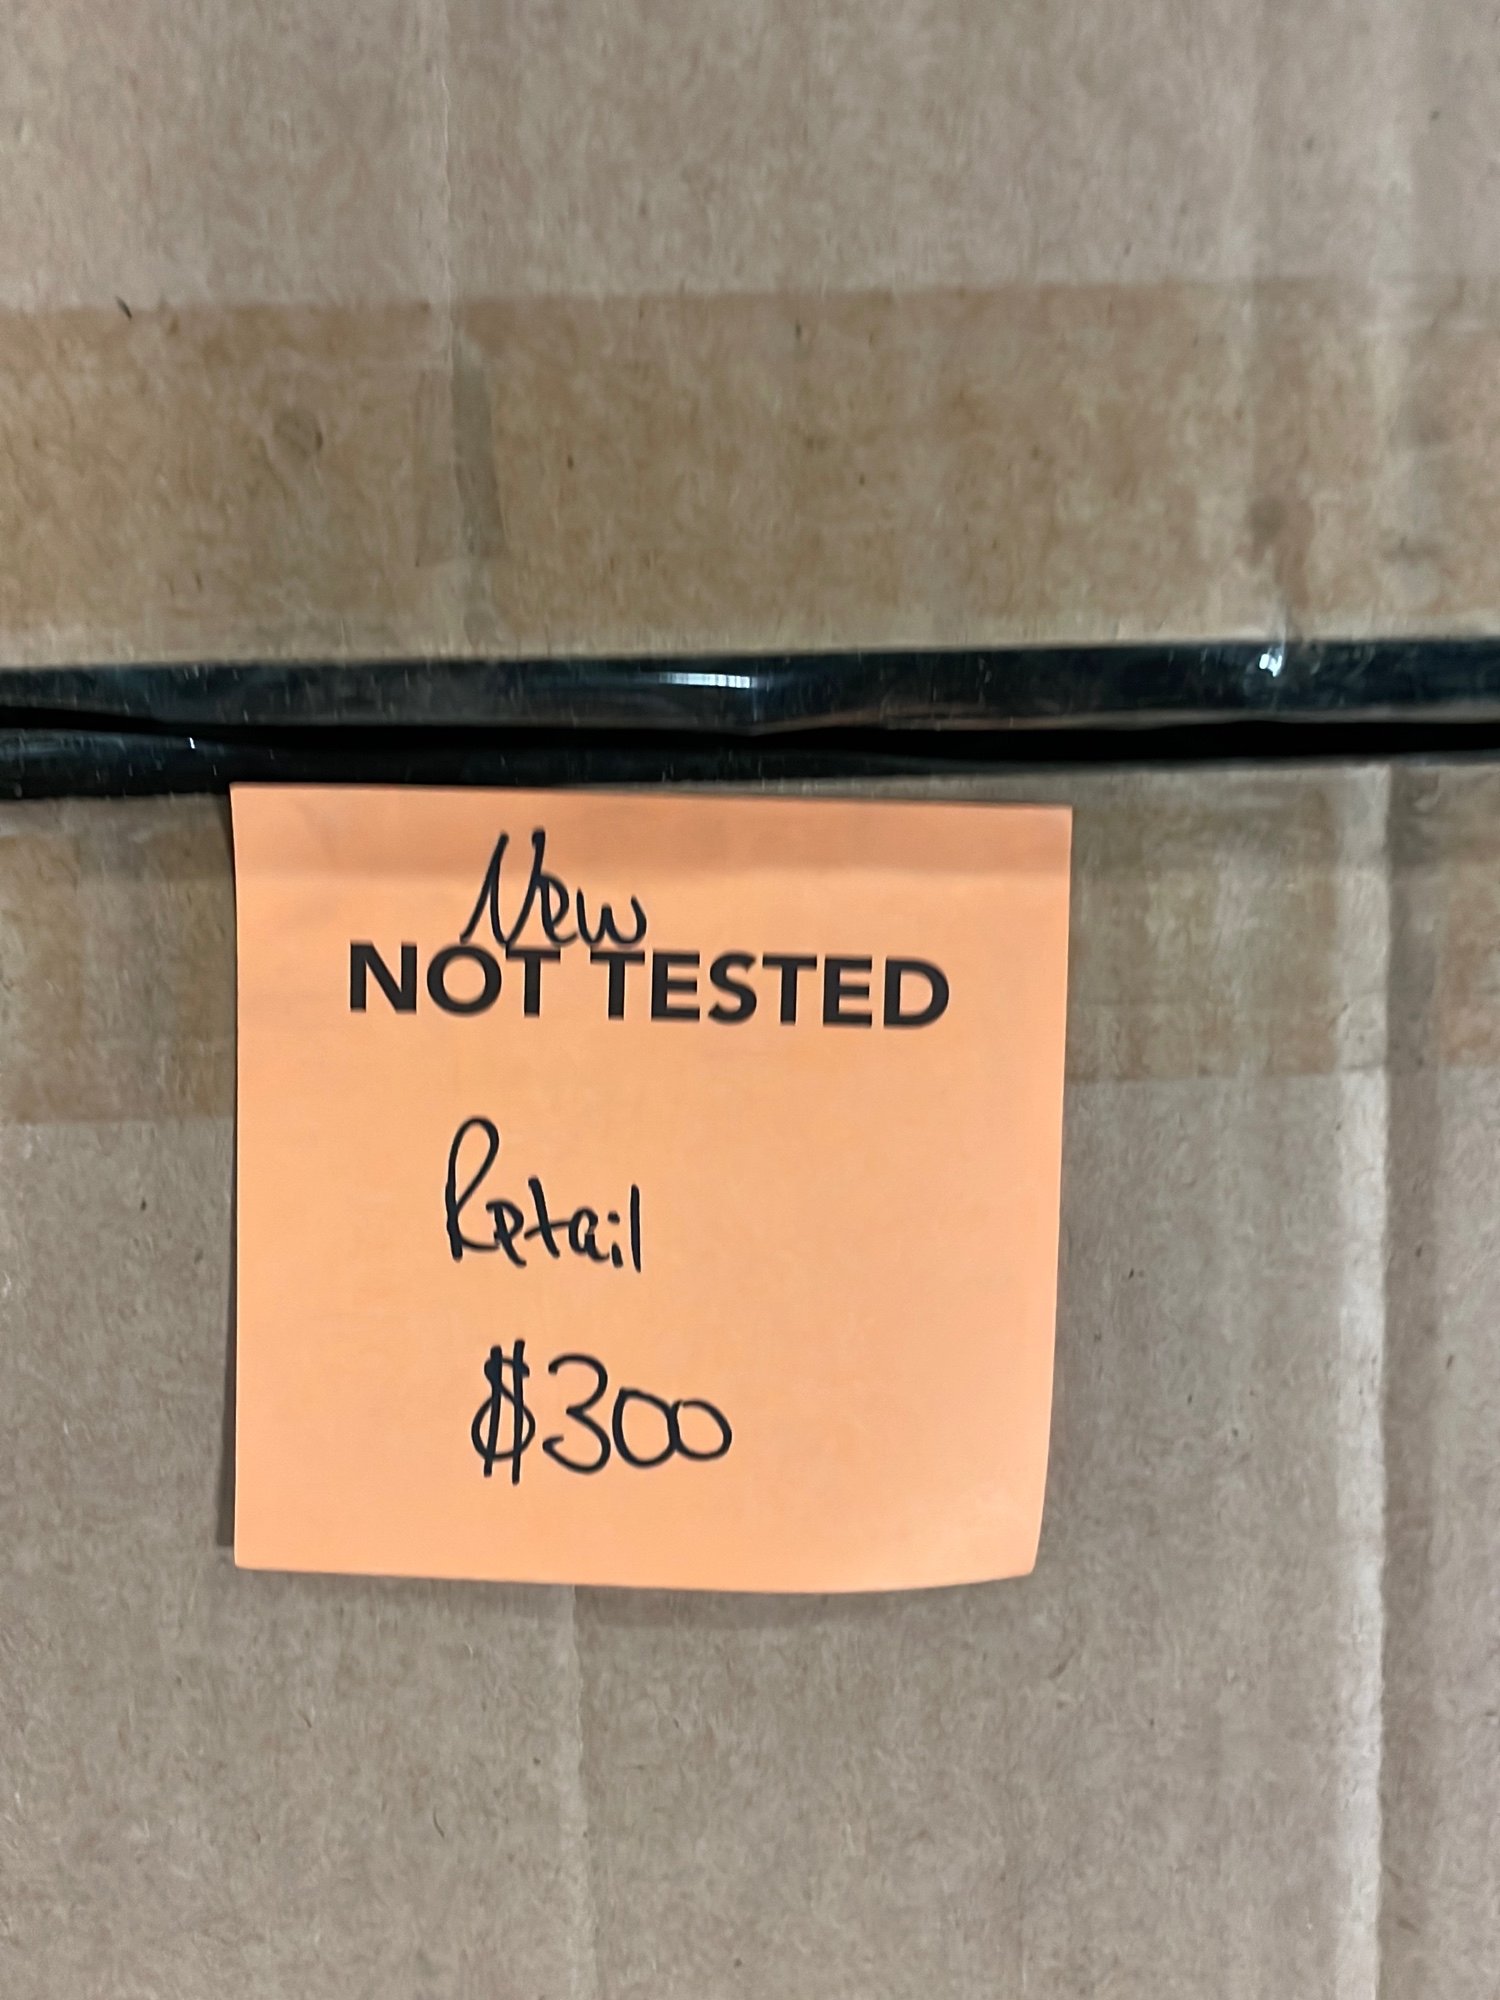 New
NOT TESTED
Retail
$300